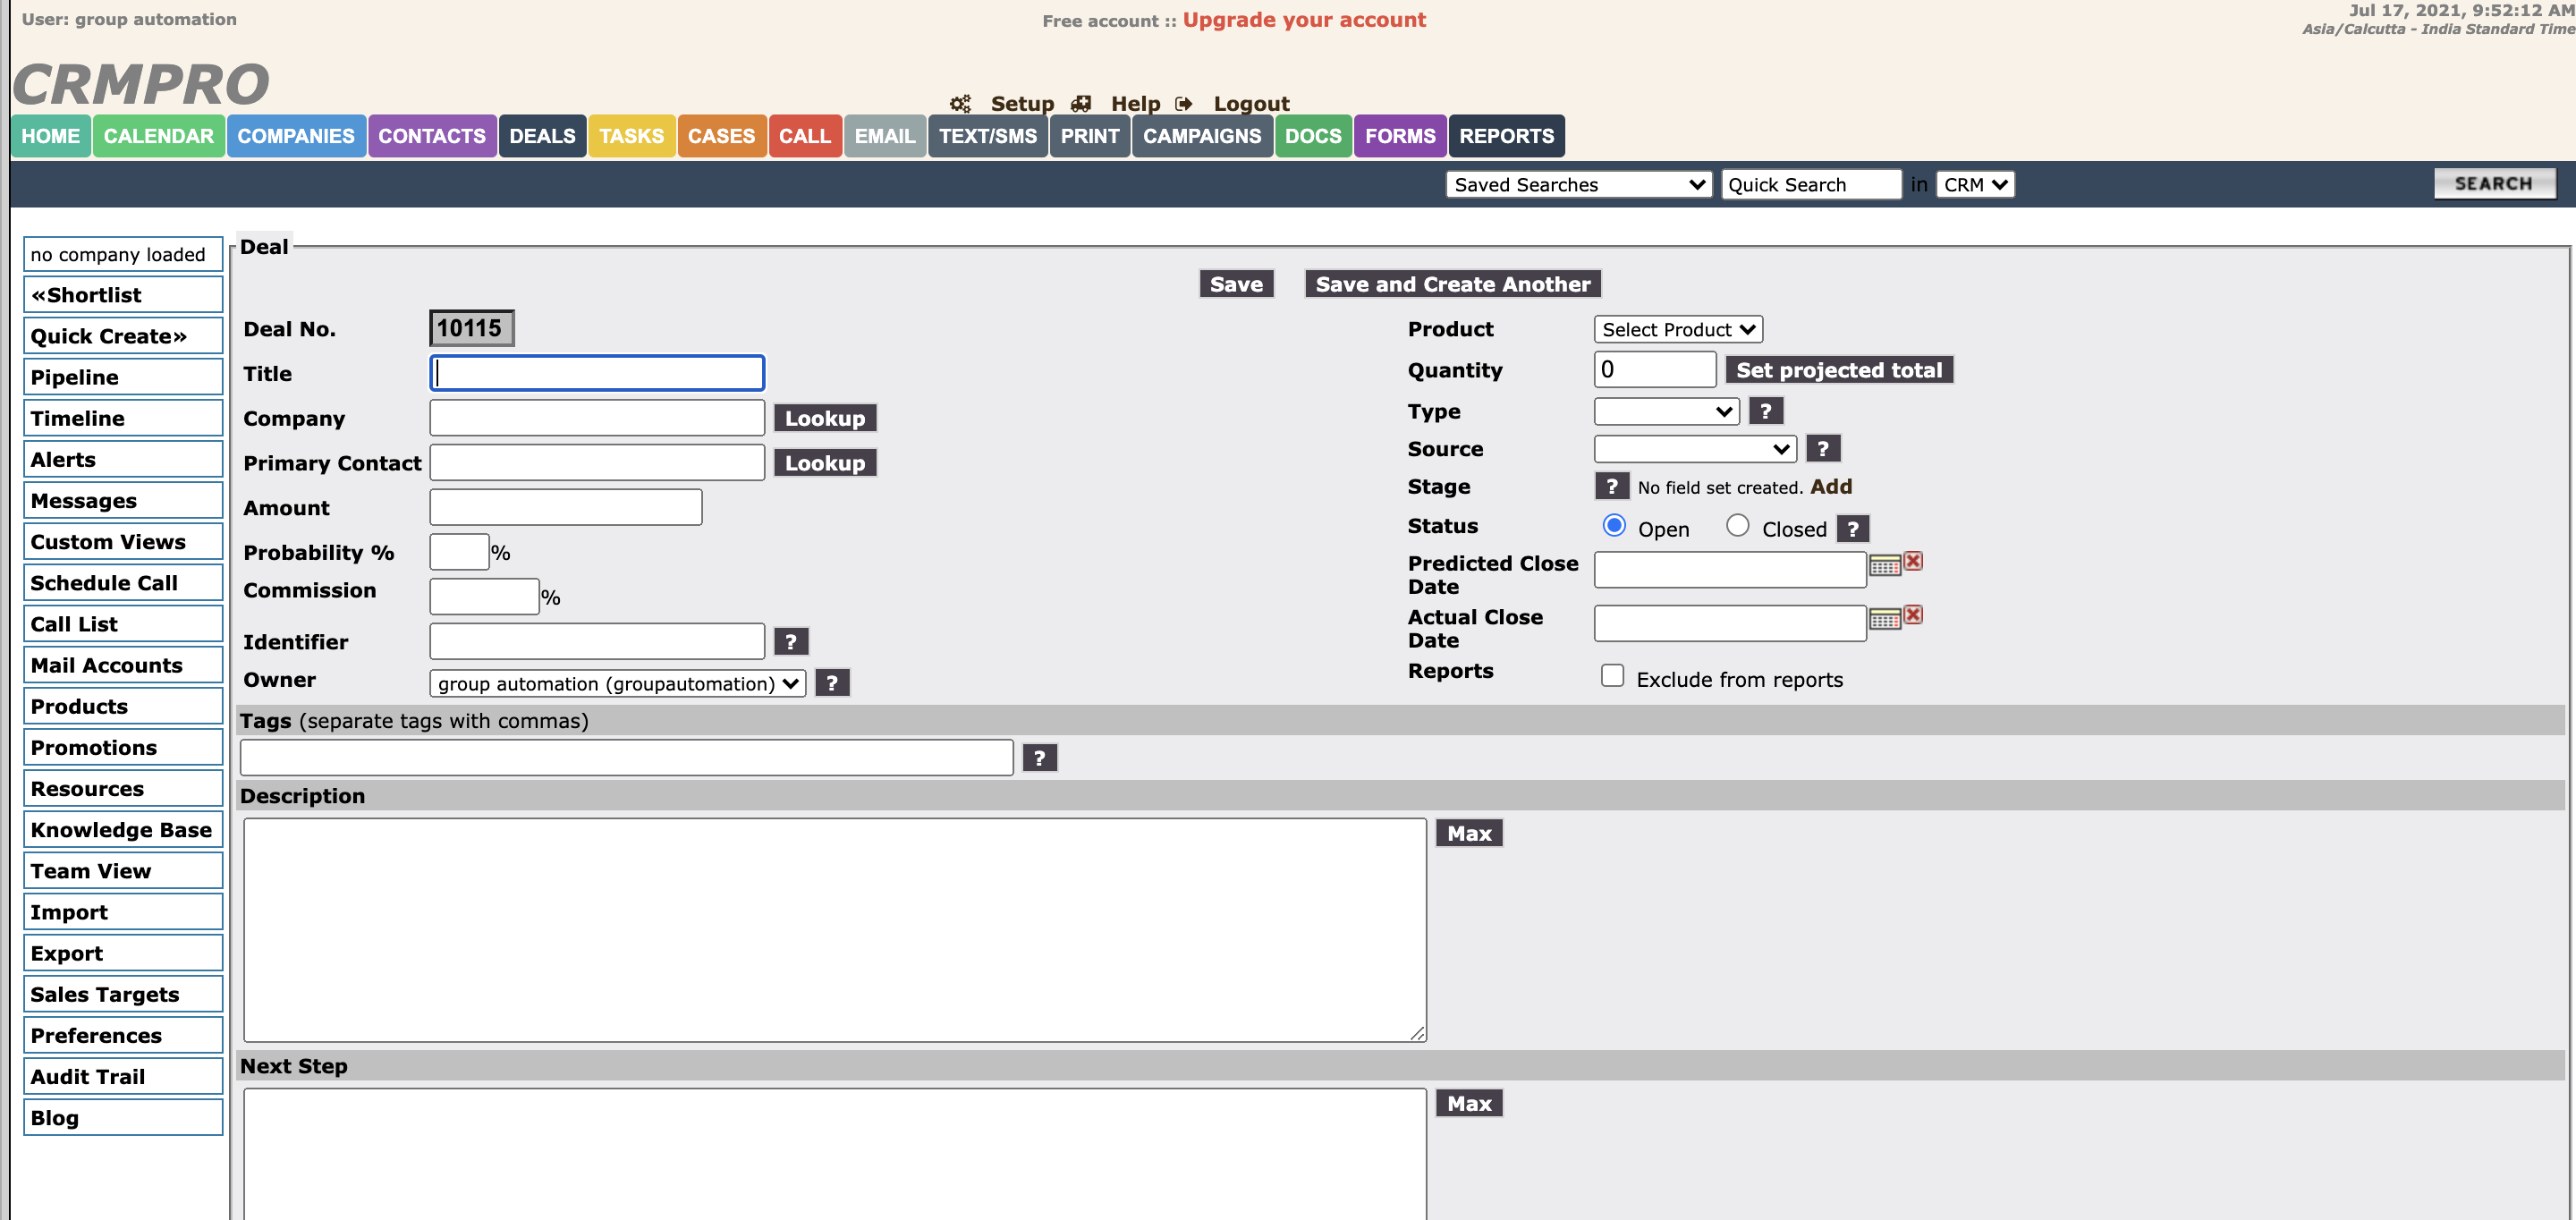 User: group automation
Free account :: Upgrade your account
Jul 17, 2021, 9:52:12 AM
Asia/Calcutta - India Standard Time
CRMPRO
Setup Help Logout
HOME CALENDAR COMPANIES CONTACTS DEALS TASKS CASES CALL EMAIL TEXT/SMS PRINT CAMPAIGNS DOCS FORMS REPORTS
Saved Searches Quick Search in CRM SEARCH
no company loaded
«Shortlist
Quick Create»
Pipeline
Timeline
Alerts
Messages
Custom Views
Schedule Call
Call List
Mail Accounts
Products
Promotions
Resources
Knowledge Base
Team View
Import
Export
Sales Targets
Preferences
Audit Trail
Blog
Deal
Save Save and Create Another
Deal No. 10115
Title
Company Lookup
Primary Contact Lookup
Amount
Probability % %
Commission %
Identifier ?
Owner group automation (groupautomation) ?
Product Select Product
Quantity 0 Set projected total
Type ?
Source ?
Stage ? No field set created. Add
Status Open Closed ?
Predicted Close
Date
Actual Close
Date
Reports Exclude from reports
Tags (separate tags with commas)
?
Description
Max
Next Step
Max